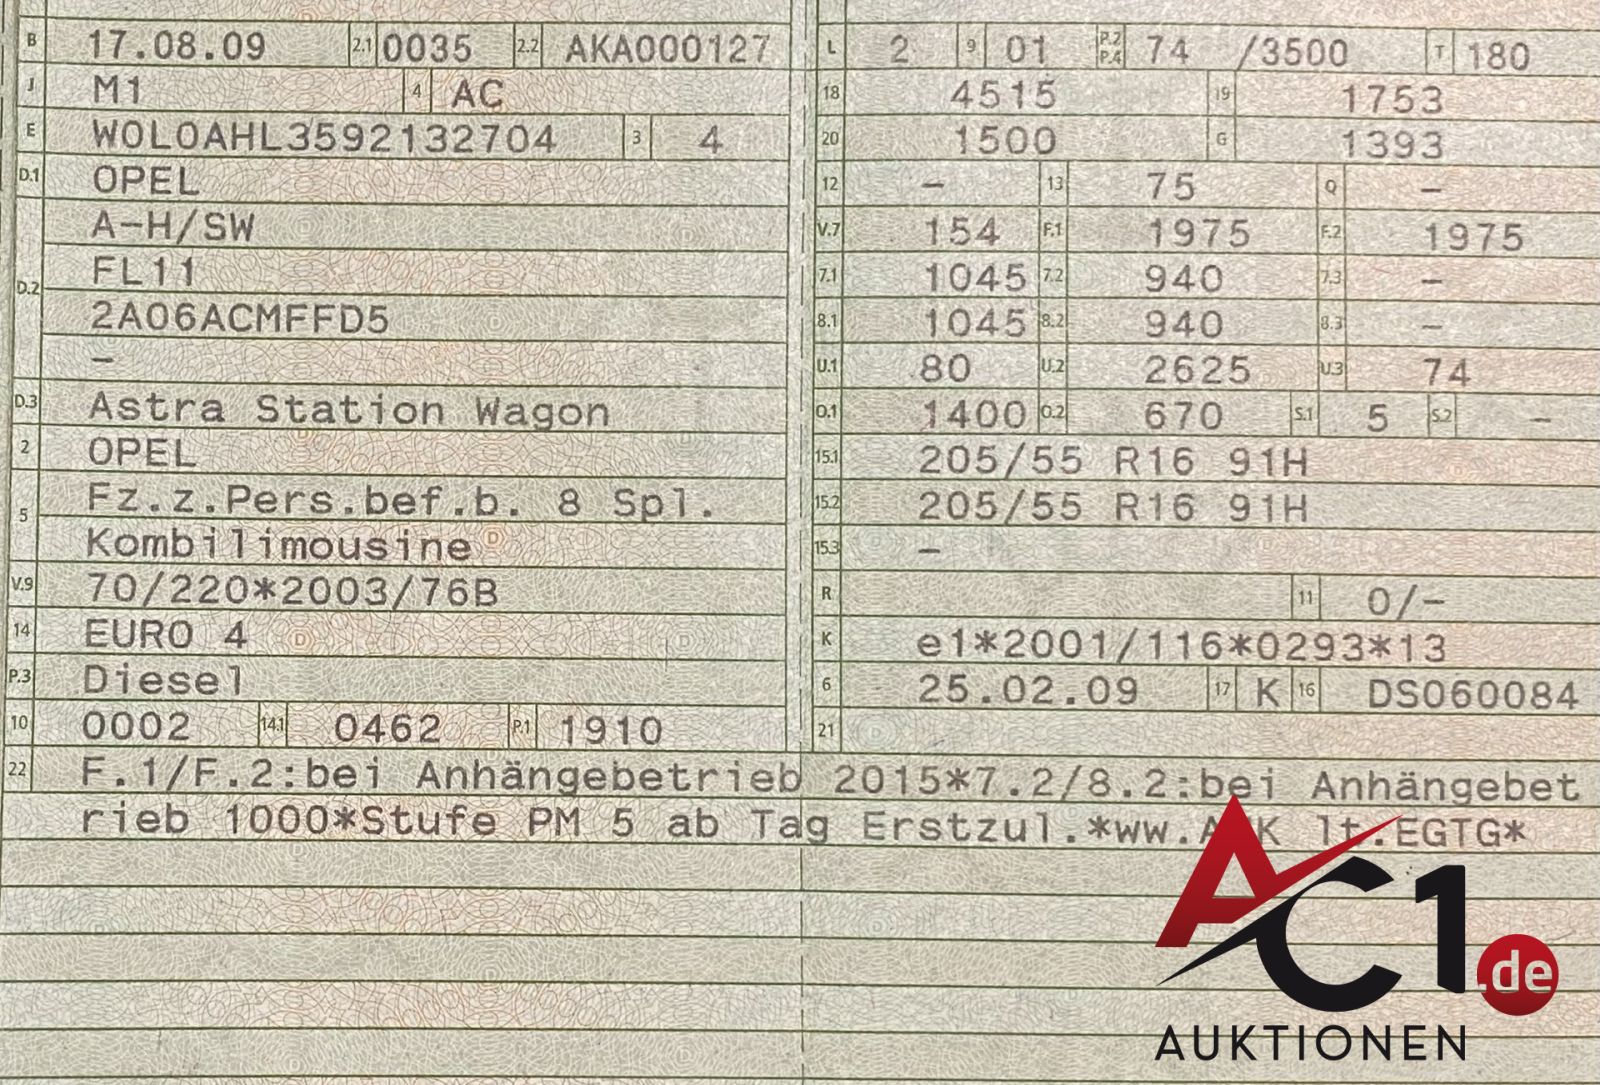 B 17.08.09 2.1 0035 2.2 AKA000127
J M1 4 AC
E W0L0AHL3592132704 3 4
D.1 OPEL
A-H/SW
D.2 FL11
2A06ACMFFD5
–
D.3 Astra Station Wagon
2 OPEL
5 Fz.z.Pers.bef.b. 8 Spl.
Kombilimousine
V.9 70/220*2003/76B
14 EURO 4
P.3 Diesel
10 0002 14.1 0462 P.1 1910
L 2 9 01 P.2 P.4 74 /3500 T 180
18 4515 19 1753
20 1500 G 1393
12 – 13 75 Q –
V.7 154 F.1 1975 F.2 1975
7.1 1045 7.2 940 7.3 –
8.1 1045 8.2 940 8.3 –
U.1 80 U.2 2625 U.3 74
O.1 1400 O.2 670 S.1 5 S.2 –
15.1 205/55 R16 91H
15.2 205/55 R16 91H
15.3 –
R 11 0/–
K e1*2001/116*0293*13
6 25.02.09 17 K 16 DS060084
21
22 F.1/F.2:bei Anhängebetrieb 2015*7.2/8.2:bei Anhängebet
rieb 1000*Stufe PM 5 ab Tag Erstzul.*ww. lt.EGTG*
AC1.de
AUKTIONEN